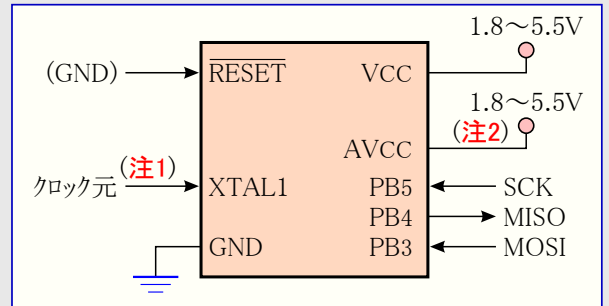 1.8～5.5V
(GND)
RESET
VCC
1.8～5.5V
(注2)
AVCC
クロック元
(注1)
XTAL1
PB5
SCK
PB4
MISO
GND
PB3
MOSI